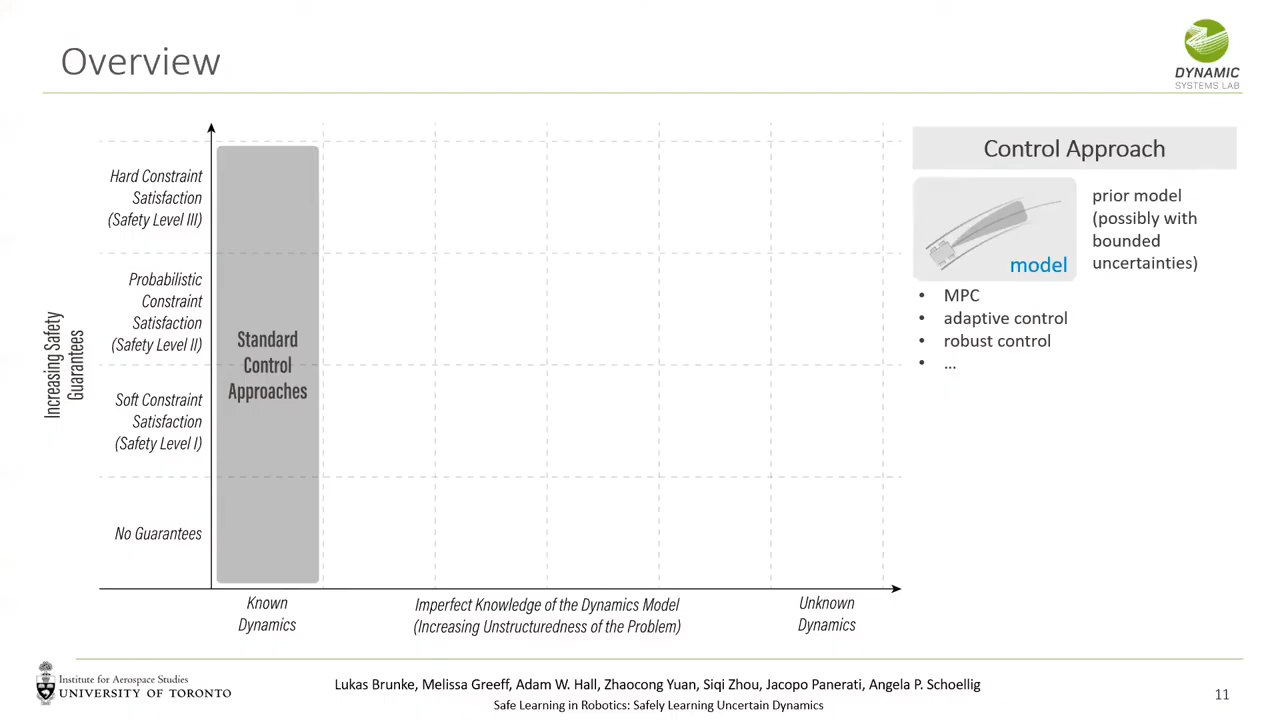 Overview
DYNAMIC
SYSTEMS LAB
Increasing Safety
Guarantees
Hard Constraint
Satisfaction
(Safety Level III)
Probabilistic
Constraint
Satisfaction
(Safety Level II)
Soft Constraint
Satisfaction
(Safety Level I)
No Guarantees
Standard
Control
Approaches
Known
Dynamics
Imperfect Knowledge of the Dynamics Model
(Increasing Unstructuredness of the Problem)
Unknown
Dynamics
Control Approach
model
prior model
(possibly with
bounded
uncertainties)
• MPC
• adaptive control
• robust control
• ...
Institute for Aerospace Studies
UNIVERSITY OF TORONTO
Lukas Brunke, Melissa Greeff, Adam W. Hall, Zhaocong Yuan, Siqi Zhou, Jacopo Panerati, Angela P. Schoellig
Safe Learning in Robotics: Safely Learning Uncertain Dynamics
11